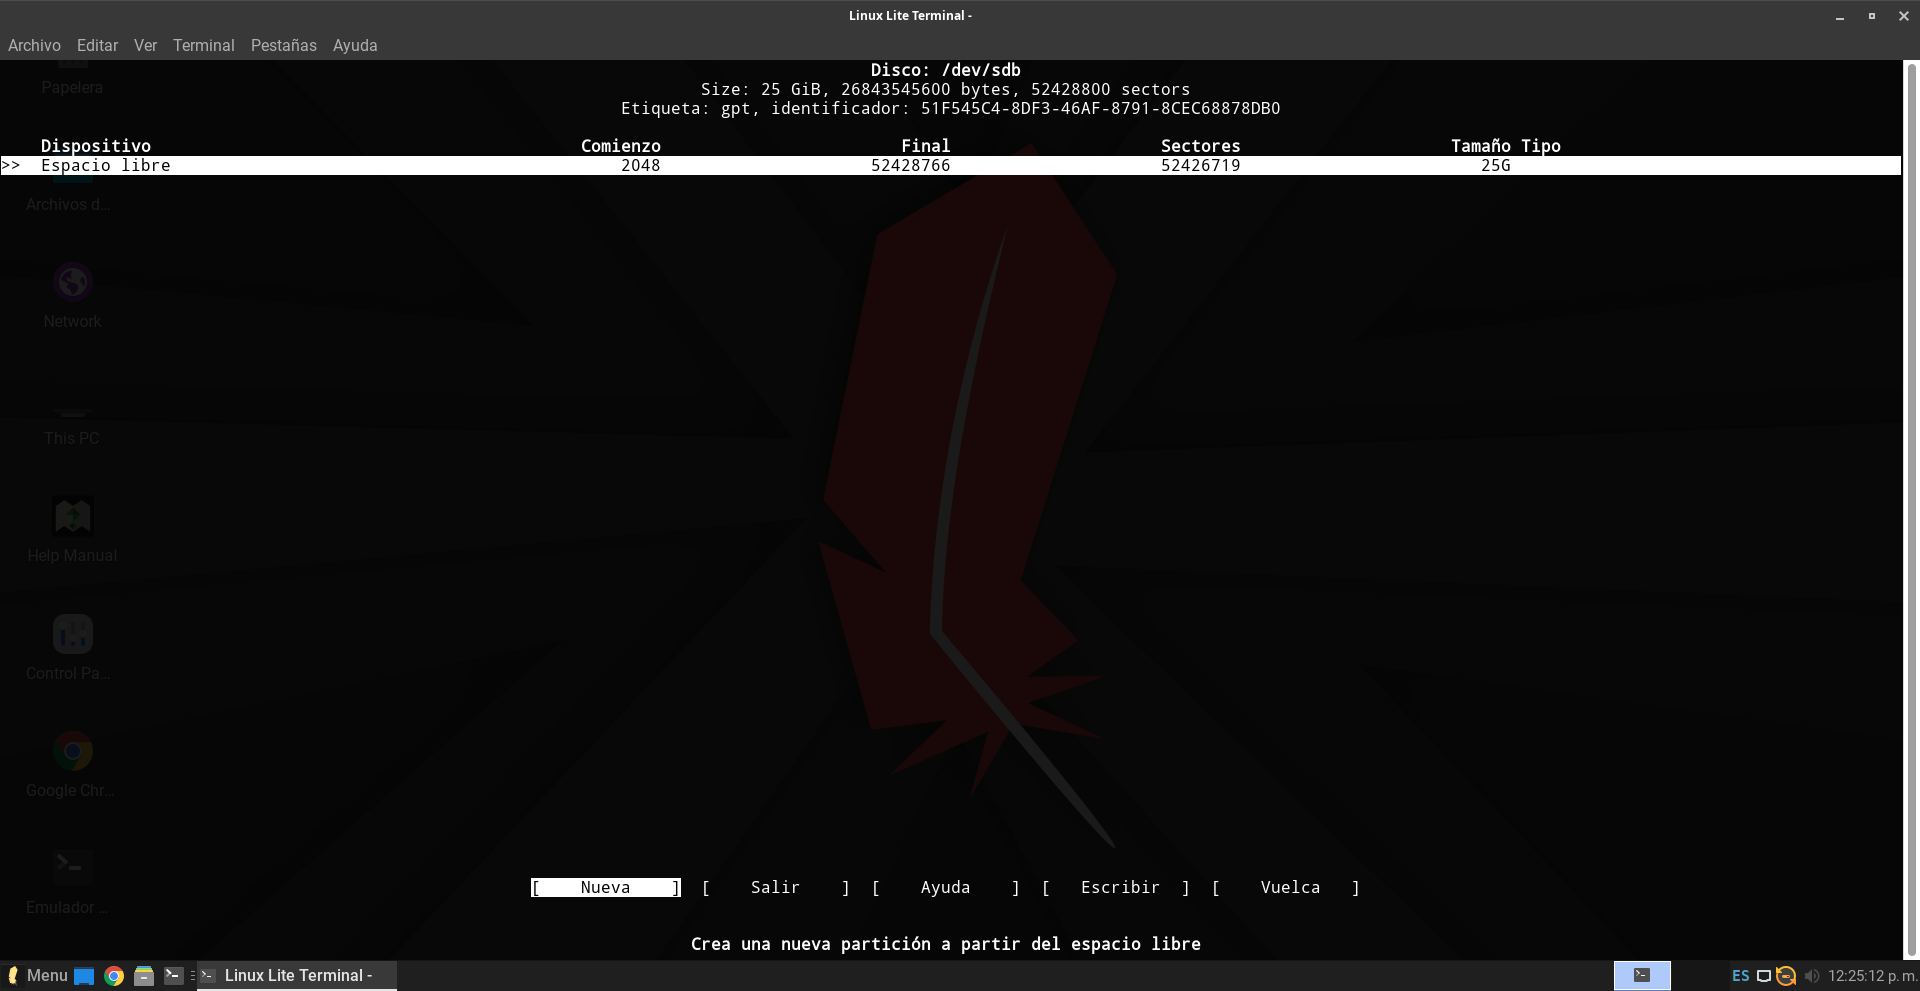 Linux Lite Terminal -
Archivo Editar Ver Terminal Pestañas Ayuda
Papelera
Disco: /dev/sdb
Size: 25 GiB, 26843545600 bytes, 52428800 sectors
Etiqueta: gpt, identificador: 51F545C4-8DF3-46AF-8791-8CEC68878DB0
Dispositivo Comienzo Final Sectores Tamaño Tipo
>> Espacio libre 2048 52428766 52426719 25G
Archivos d...
Network
This PC
Help Manual
Control Pa...
Google Chr...
Emulador ...
[ Nueva ] [ Salir ] [ Ayuda ] [ Escribir ] [ Vuelca ]
Crea una nueva partición a partir del espacio libre
Menu Linux Lite Terminal - ES 12:25:12 p. m.